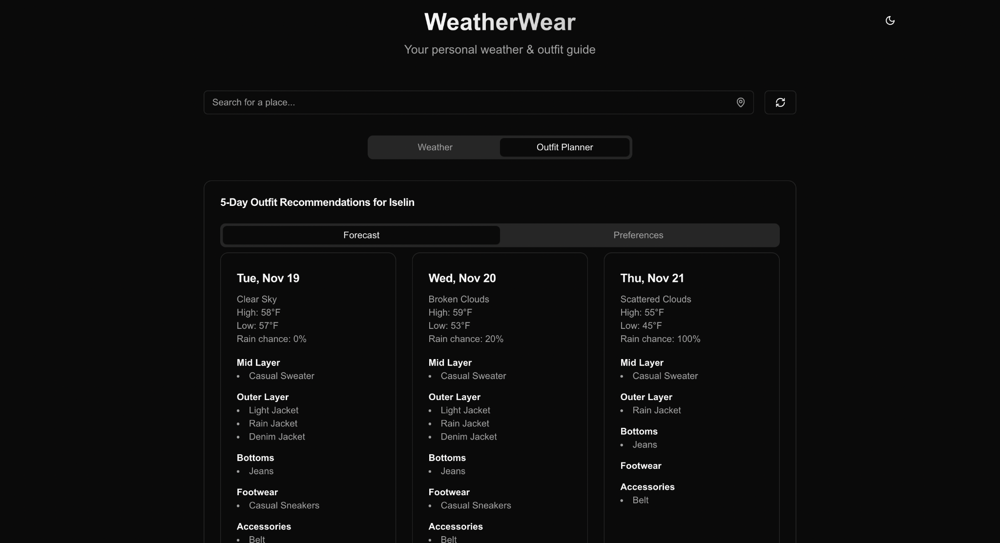 WeatherWear
Your personal weather & outfit guide
Search for a place...
Weather
Outfit Planner
5-Day Outfit Recommendations for Iselin
Forecast
Preferences
Tue, Nov 19
Clear Sky
High: 58°F
Low: 57°F
Rain chance: 0%
Mid Layer
• Casual Sweater
Outer Layer
• Light Jacket
• Rain Jacket
• Denim Jacket
Bottoms
• Jeans
Footwear
• Casual Sneakers
Accessories
• Belt
Wed, Nov 20
Broken Clouds
High: 59°F
Low: 53°F
Rain chance: 20%
Mid Layer
• Casual Sweater
Outer Layer
• Light Jacket
• Rain Jacket
• Denim Jacket
Bottoms
• Jeans
Footwear
• Casual Sneakers
Accessories
• Belt
Thu, Nov 21
Scattered Clouds
High: 55°F
Low: 45°F
Rain chance: 100%
Mid Layer
• Casual Sweater
Outer Layer
• Rain Jacket
Bottoms
• Jeans
Footwear
Accessories
• Belt